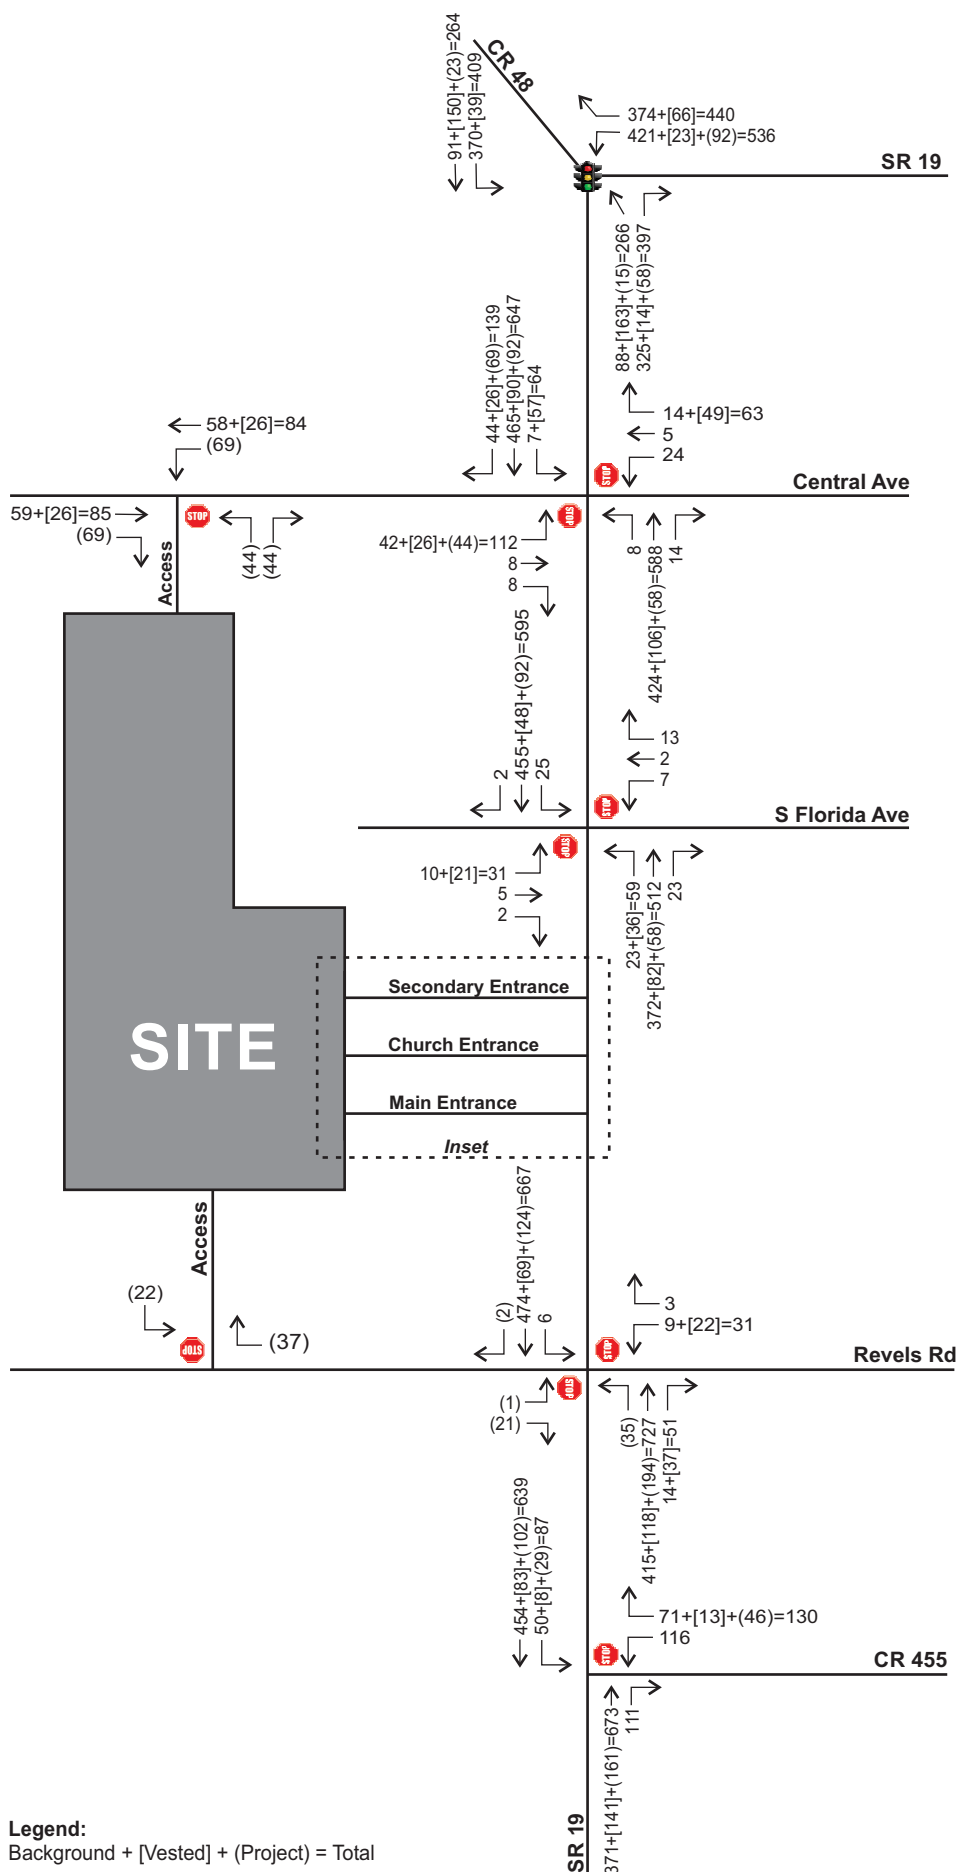 CR 48
91+[150]+(23)=264
370+[39]=409
374+[66]=440
421+[23]+(92)=536
SR 19
88+[163]+(15)=266
325+[14]+(58)=397
44+[26]+(69)=139
465+[90]+(92)=647
7+[57]=64
14+[49]=63
5
24
58+[26]=84
(69)
STOP
Central Ave
59+[26]=85
(69)
STOP
(44)
(44)
Access
42+[26]+(44)=112
8
8
STOP
8
424+[106]+(58)=588
14
2
455+[48]+(92)=595
25
13
2
7
STOP
S Florida Ave
10+[21]=31
5
2
STOP
23+[36]=59
372+[82]+(58)=512
23
SITE
Secondary Entrance
Church Entrance
Main Entrance
Inset
Access
(22)
STOP
(37)
(2)
474+[69]+(124)=667
6
3
9+[22]=31
STOP
Revels Rd
(1)
(21)
STOP
(35)
415+[118]+(194)=727
14+[37]=51
454+[83]+(102)=639
50+[8]+(29)=87
71+[13]+(46)=130
116
STOP
CR 455
371+[141]+(161)=673
111
SR 19
Legend:
Background + [Vested] + (Project) = Total